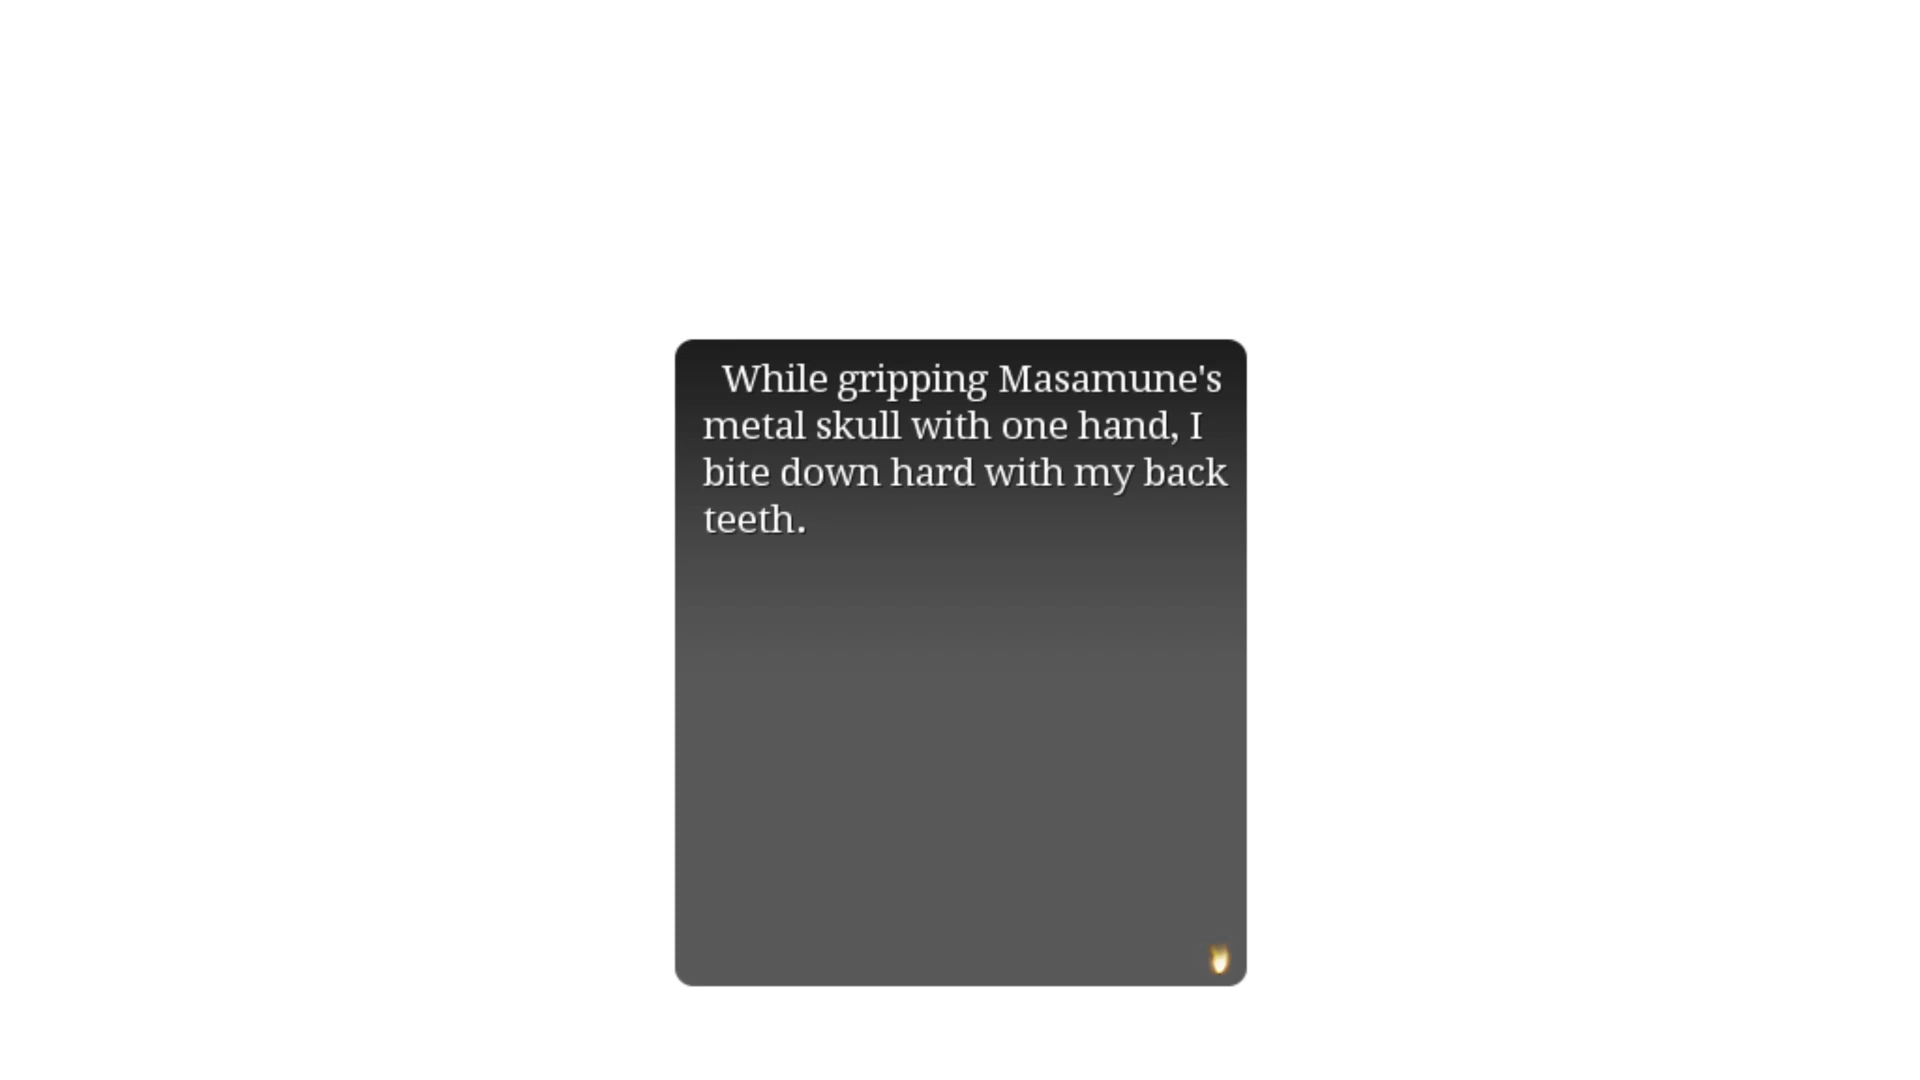 While gripping Masamune's
metal skull with one hand, I
bite down hard with my back
teeth.